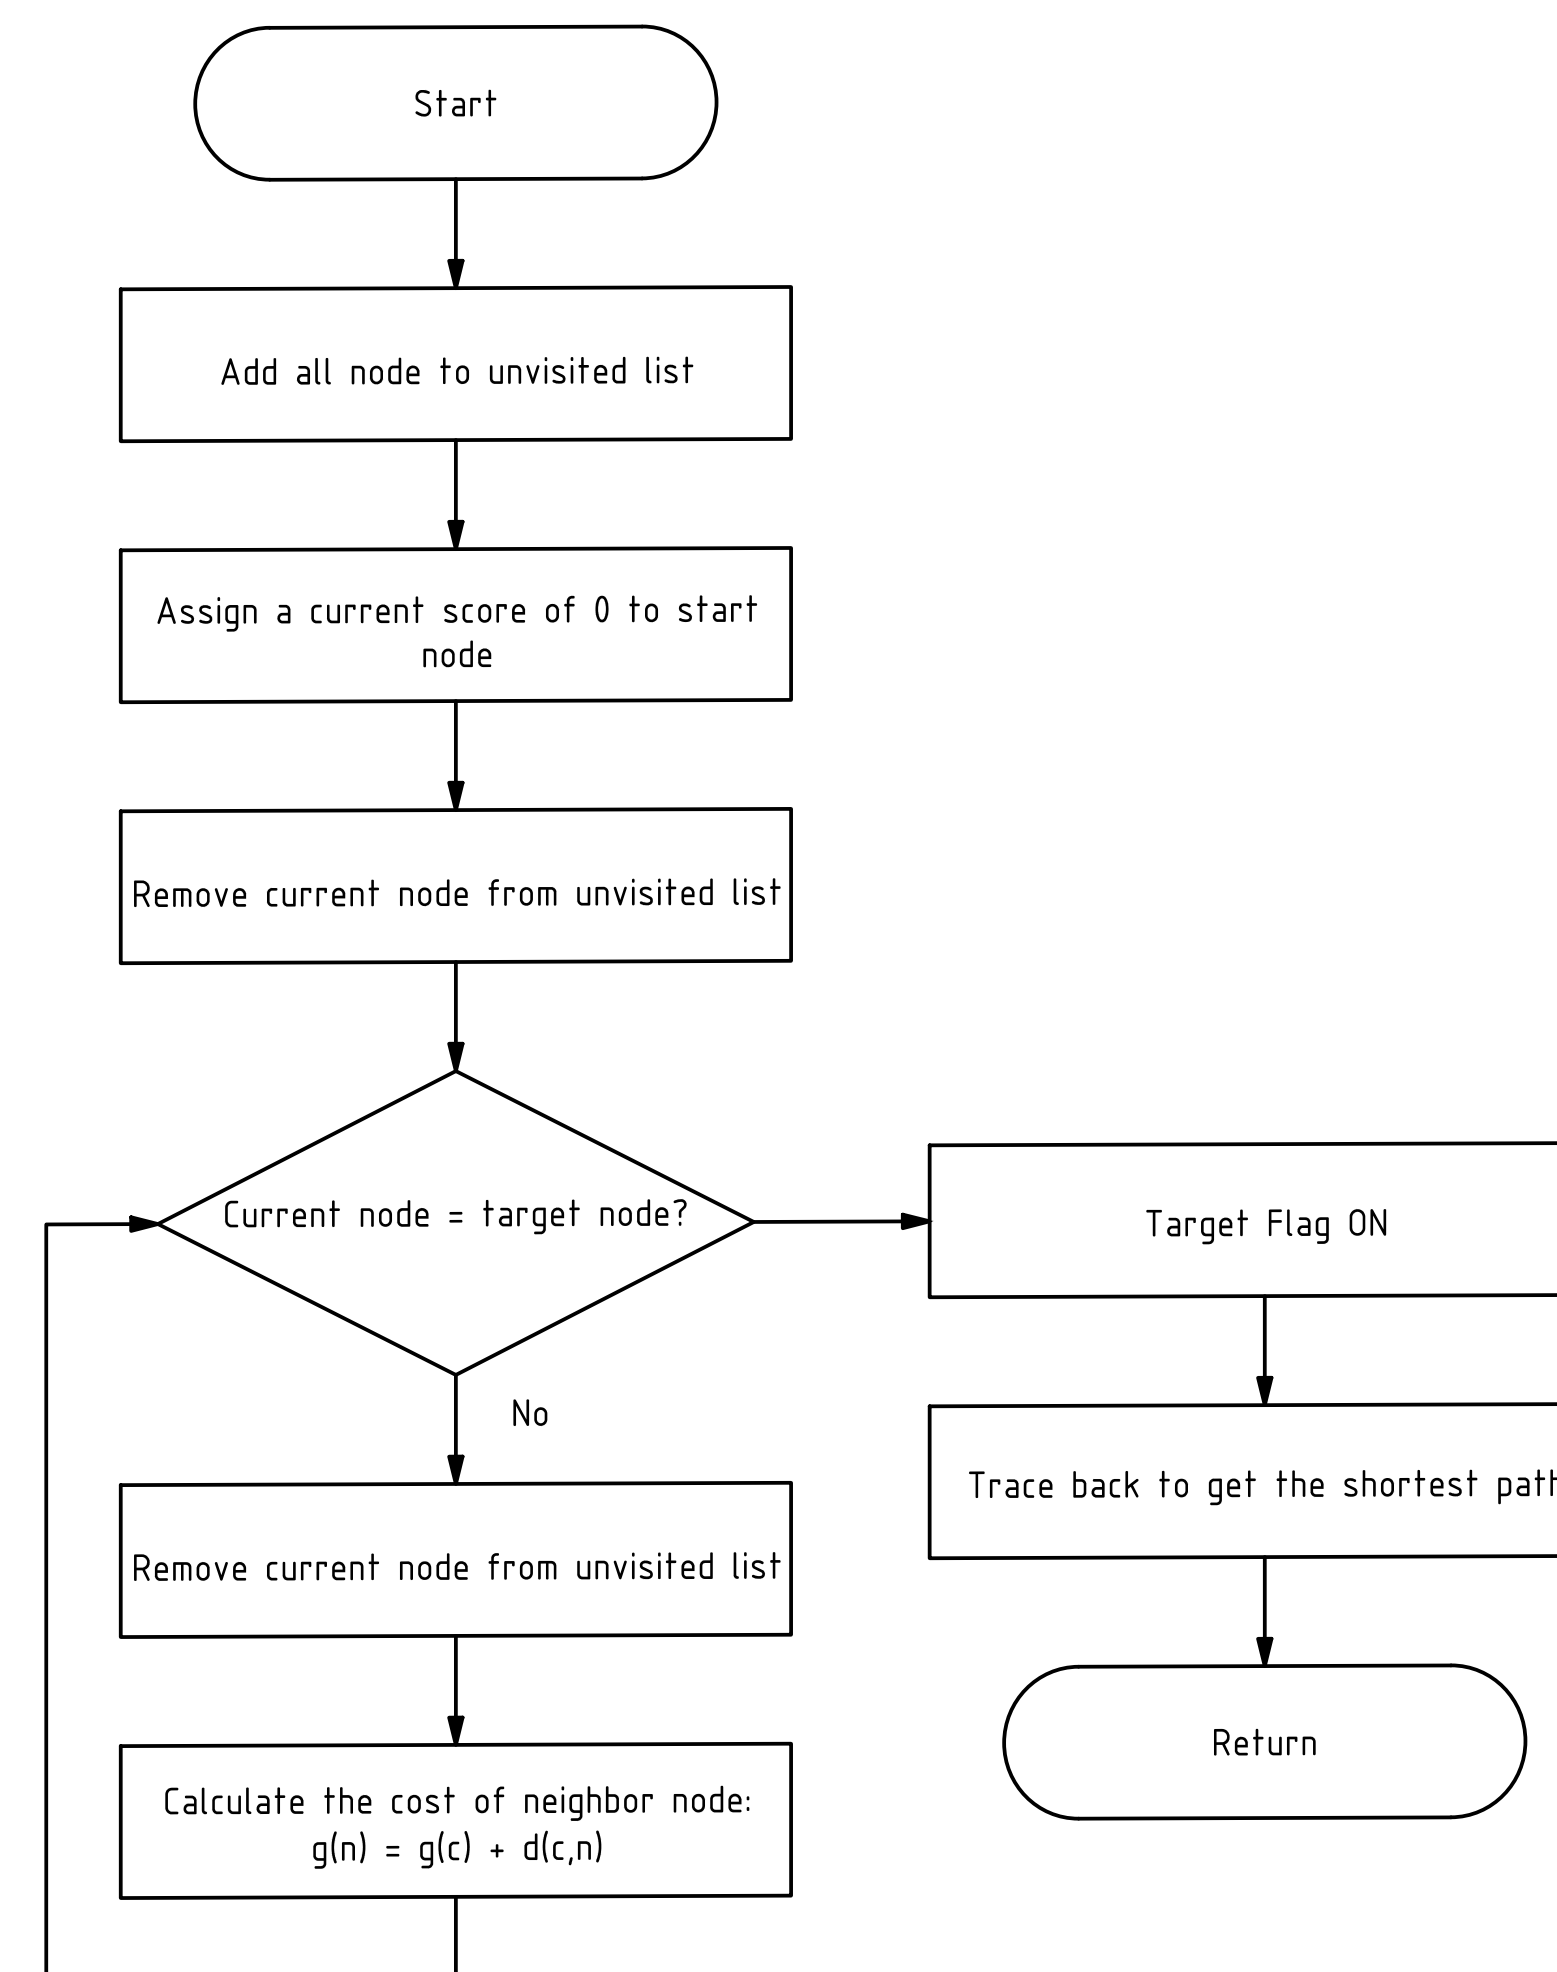 Start
Add all node to unvisited list
Assign a current score of 0 to start
node
Remove current node from unvisited list
Current node = target node?
Target Flag ON
No
Trace back to get the shortest path
Remove current node from unvisited list
Return
Calculate the cost of neighbor node:
g(n) = g(c) + d(c,n)